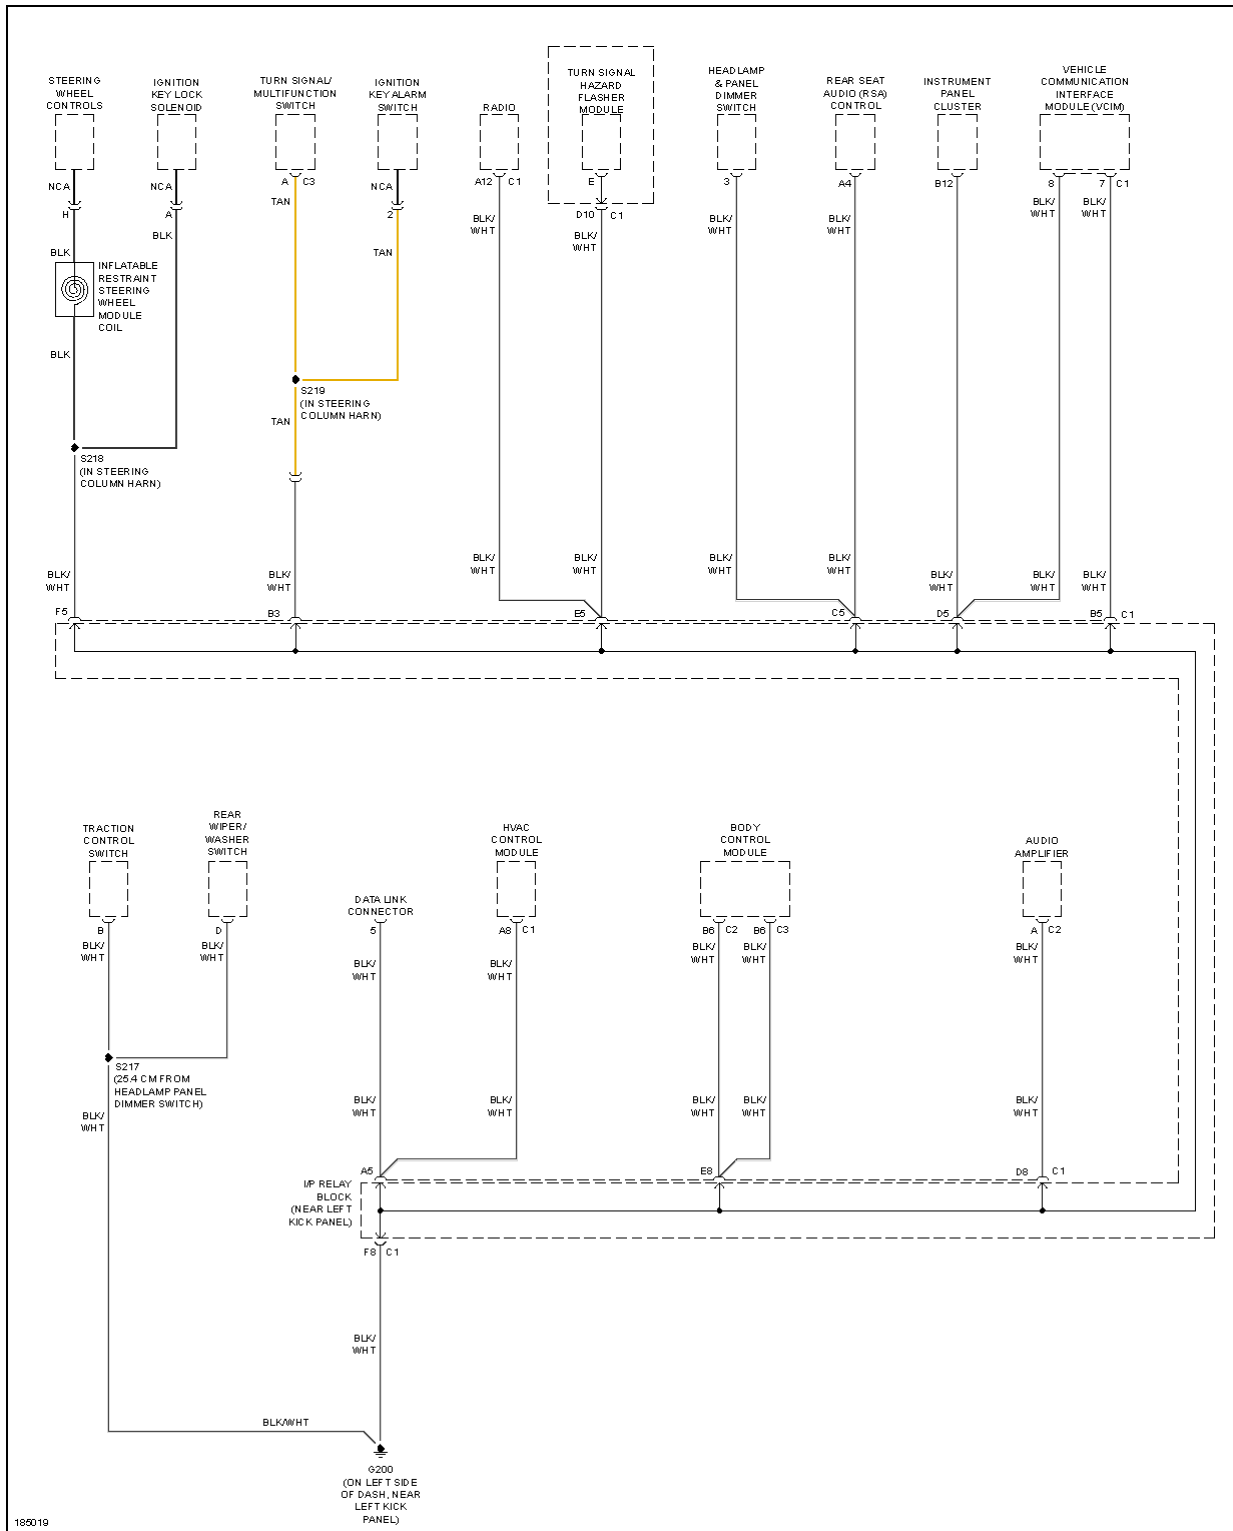 STEERING
WHEEL
CONTROLS
IGNITION
KEY LOCK
SOLENOID
TURN SIGNAL/
MULTIFUNCTION
SWITCH
IGNITION
KEY ALARM
SWITCH
RADIO
TURN SIGNAL
HAZARD
FLASHER
MODULE
HEADLAMP
& PANEL
DIMMER
SWITCH
REAR SEAT
AUDIO (RSA)
CONTROL
INSTRUMENT
PANEL
CLUSTER
VEHICLE
COMMUNICATION
INTERFACE
MODULE (VCIM)
NCA
NCA
A C3
NCA
A12 C1
E
3
A4
B12
8 7 C1
H
A
TAN
2
BLK/
WHT
D10 C1
BLK/
WHT
BLK/
WHT
BLK/
WHT
BLK/
WHT
BLK/
WHT
BLK/
WHT
BLK
BLK
TAN
INFLATABLE
RESTRAINT
STEERING
WHEEL
MODULE
COIL
BLK
S219
(IN STEERING
COLUMN HARN)
TAN
S218
(IN STEERING
COLUMN HARN)
BLK/
WHT
BLK/
WHT
BLK/
WHT
BLK/
WHT
BLK/
WHT
BLK/
WHT
BLK/
WHT
BLK/
WHT
BLK/
WHT
F5 B3 E5 C5 D5 B5 C1
TRACTION
CONTROL
SWITCH
REAR
WIPER/
WASHER
SWITCH
DATA LINK
CONNECTOR
HVAC
CONTROL
MODULE
BODY
CONTROL
MODULE
AUDIO
AMPLIFIER
B
D
5
A8 C1
B6 C2 B6 C3
A C2
BLK/
WHT
BLK/
WHT
BLK/
WHT
BLK/
WHT
BLK/
WHT
BLK/
WHT
BLK/
WHT
S217
(25.4 CM FROM
HEADLAMP PANEL
DIMMER SWITCH)
BLK/
WHT
BLK/
WHT
BLK/
WHT
BLK/
WHT
BLK/
WHT
BLK/
WHT
A5 E8 D8 C1
I/P RELAY
BLOCK
(NEAR LEFT
KICK PANEL)
F8 C1
BLK/
WHT
BLK/WHT
G200
(ON LEFT SIDE
OF DASH, NEAR
LEFT KICK
PANEL)
185019